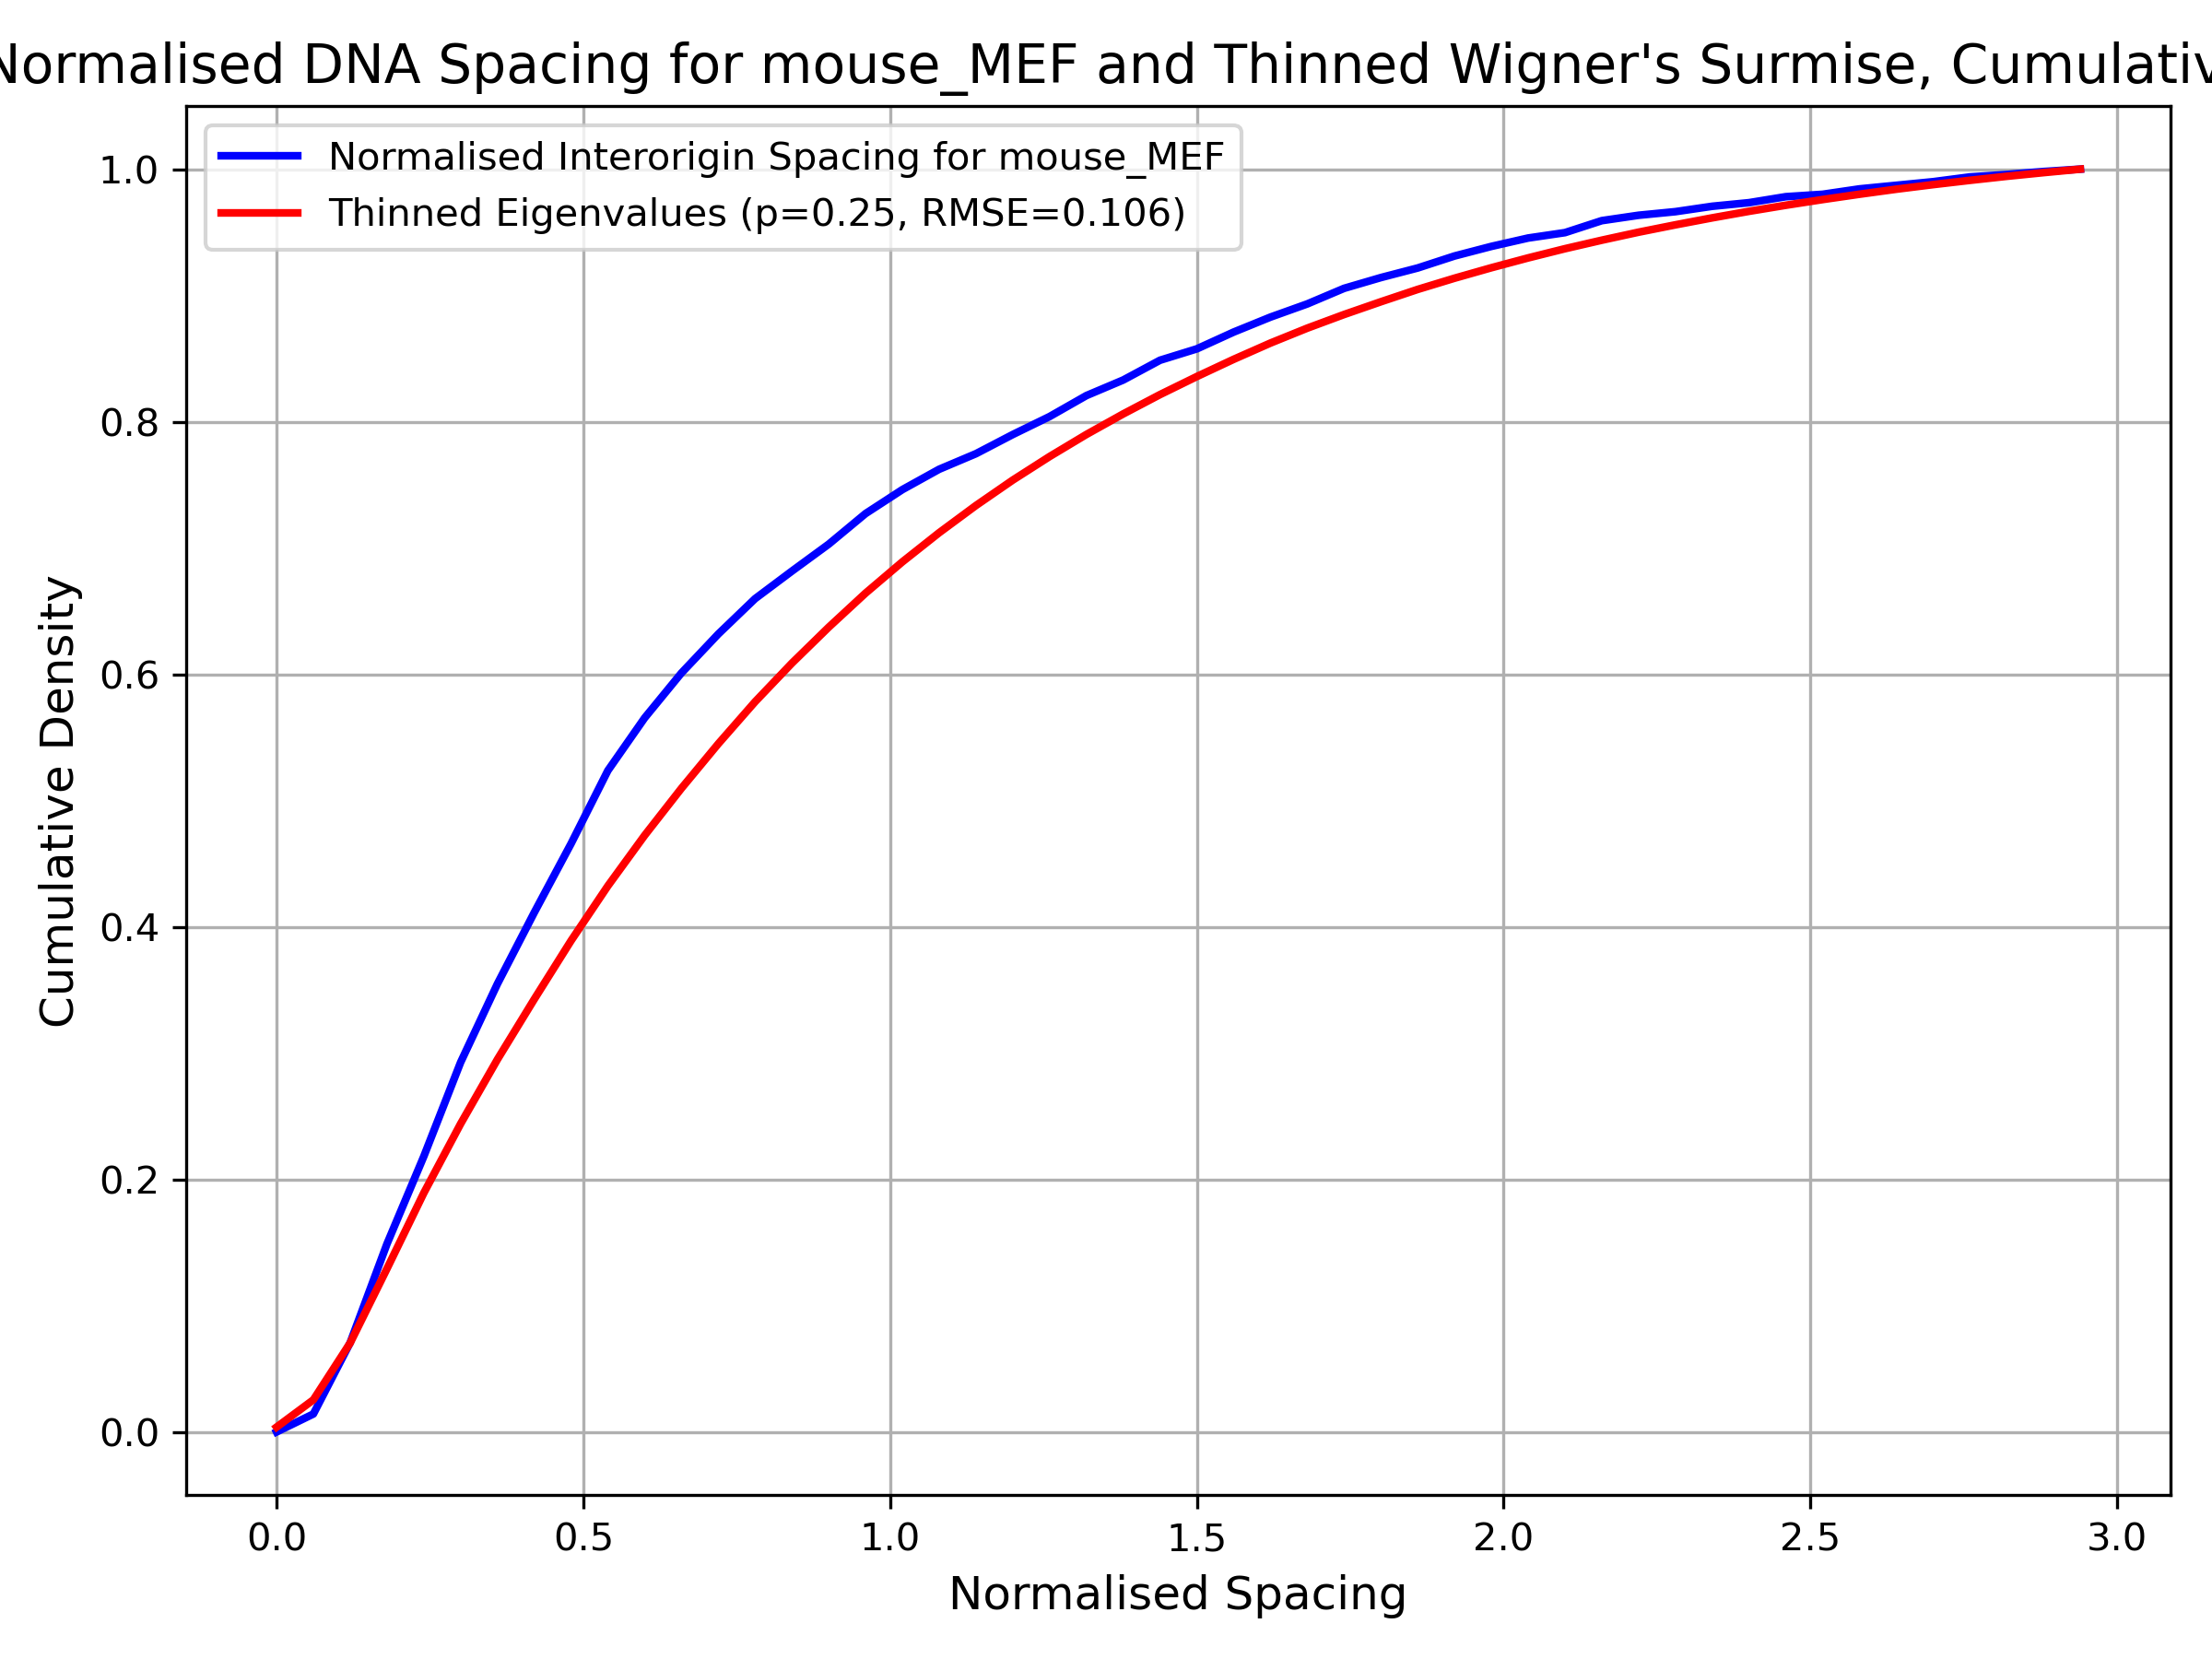 Normalised DNA Spacing for mouse_MEF and Thinned Wigner's Surmise, Cumulativ
Normalised Interorigin Spacing for mouse_MEF
Thinned Eigenvalues (p=0.25, RMSE=0.106)
Cumulative Density
1.0
0.8
0.6
0.4
0.2
0.0
0.0 0.5 1.0 1.5 2.0 2.5 3.0
Normalised Spacing